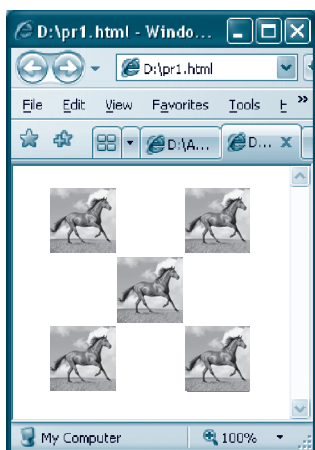 D:\pr1.html - Windo...
D:\pr1.html
File Edit View Favorites Tools H »
D:\A... D... X
My Computer 100%